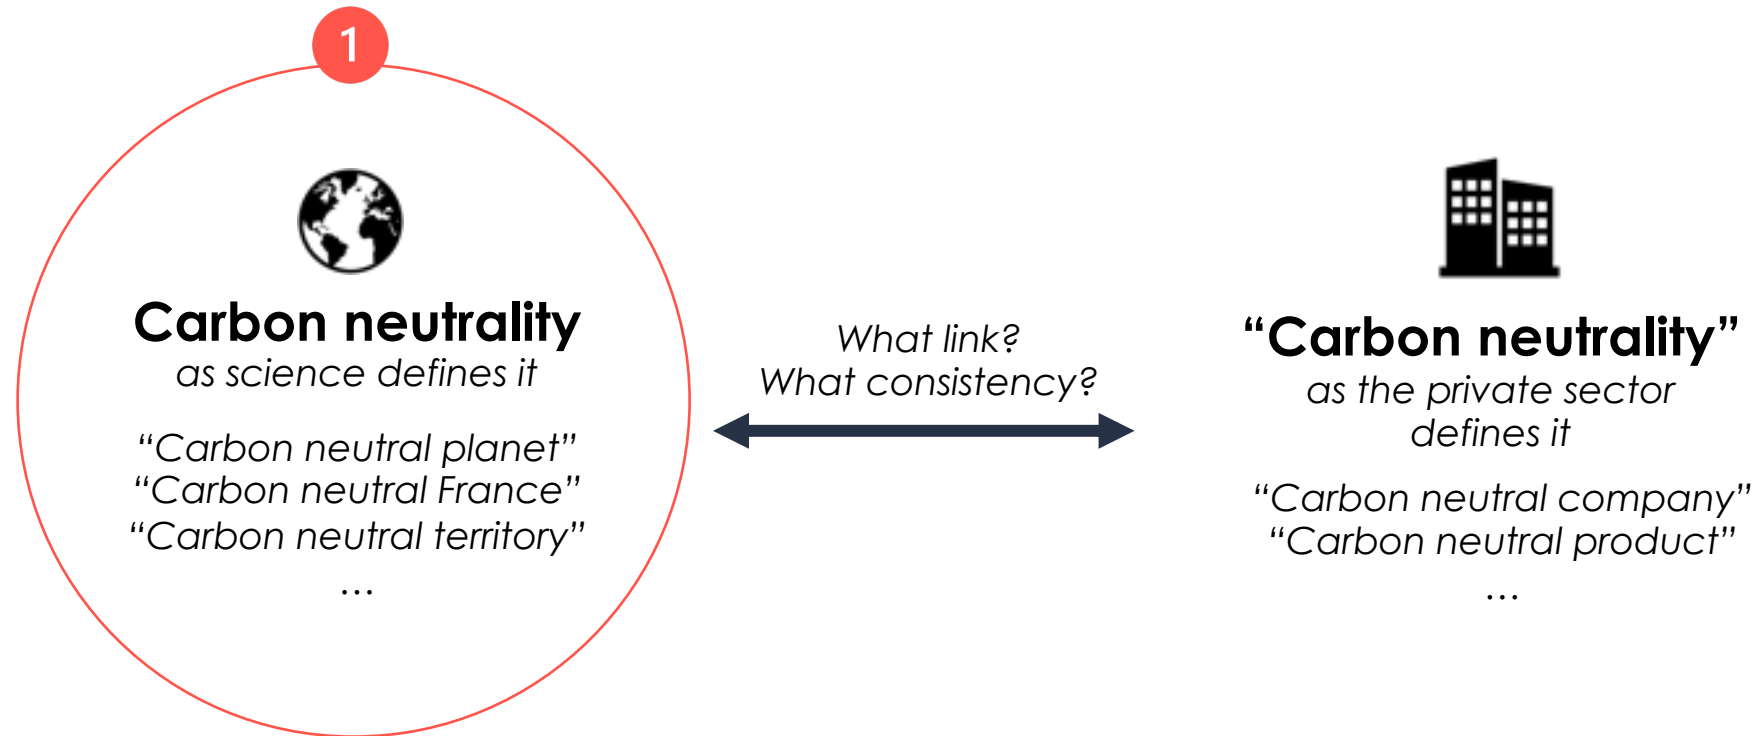 1
Carbon neutrality
as science defines it
“Carbon neutral planet”
“Carbon neutral France”
“Carbon neutral territory”
…
What link?
What consistency?
“Carbon neutrality”
as the private sector
defines it
“Carbon neutral company”
“Carbon neutral product”
…